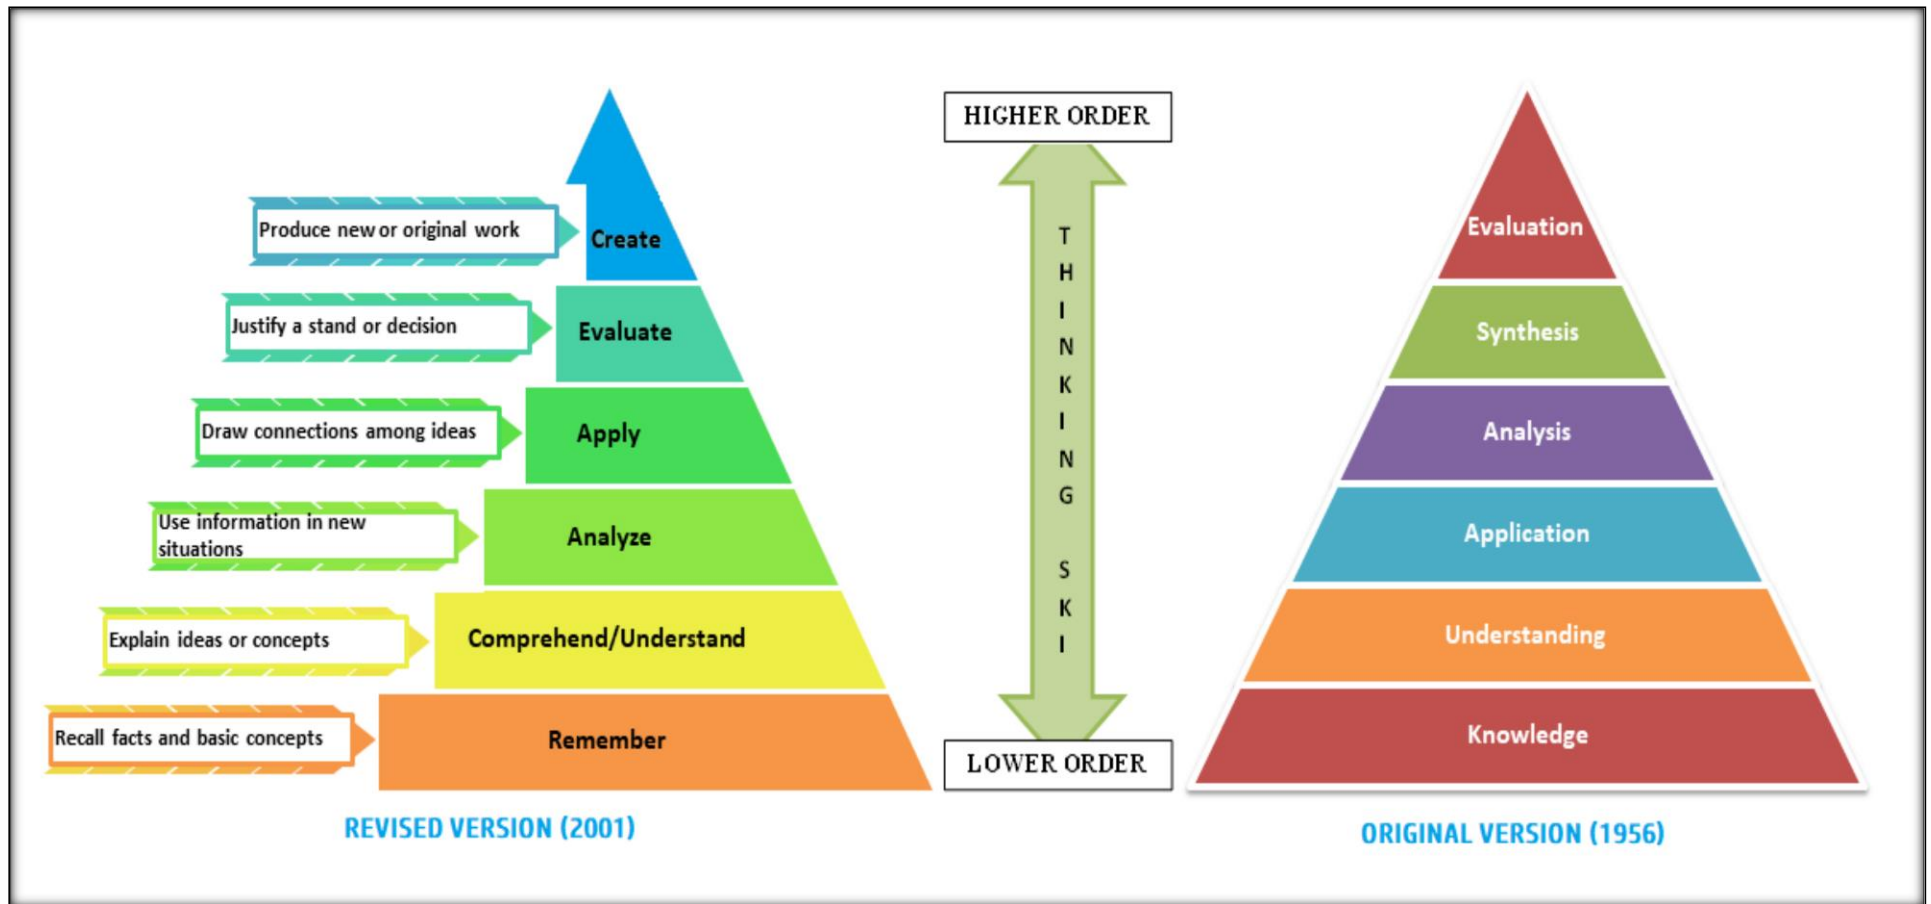 Produce new or original work
Create
Justify a stand or decision
Evaluate
Draw connections among ideas
Apply
Use information in new
situations
Analyze
Explain ideas or concepts
Comprehend/Understand
Recall facts and basic concepts
Remember
REVISED VERSION (2001)
HIGHER ORDER
T
H
I
N
K
I
N
G
S
K
I
LOWER ORDER
Evaluation
Synthesis
Analysis
Application
Understanding
Knowledge
ORIGINAL VERSION (1956)